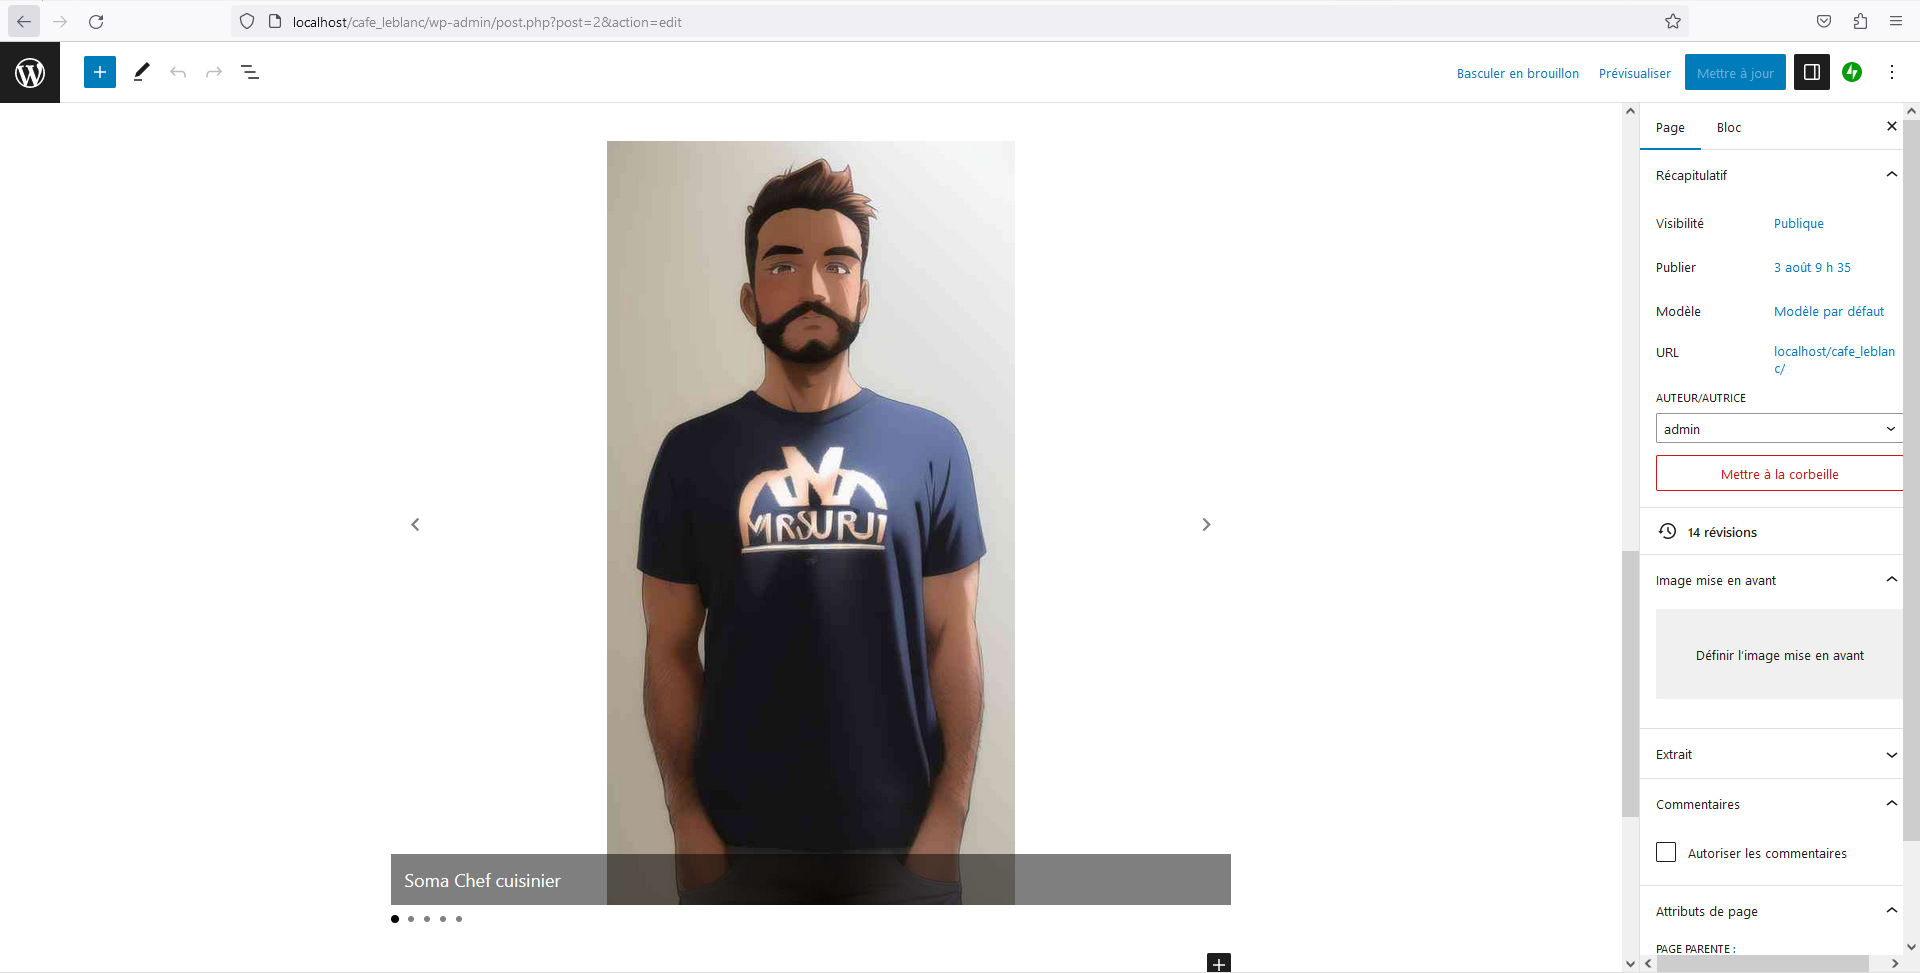 localhost/cafe_leblanc/wp-admin/post.php?post=2&action=edit
Basculer en brouillon
Prévisualiser
Mettre à jour
Page
Bloc
Récapitulatif
Visibilité
Publique
Publier
3 août 9 h 35
Modèle
Modèle par défaut
URL
localhost/cafe_leblan
c/
AUTEUR/AUTRICE
admin
Mettre à la corbeille
14 révisions
Image mise en avant
Définir l'image mise en avant
Extrait
Commentaires
Autoriser les commentaires
Attributs de page
PAGE PARENTE :
MRSURJI
Soma Chef cuisinier